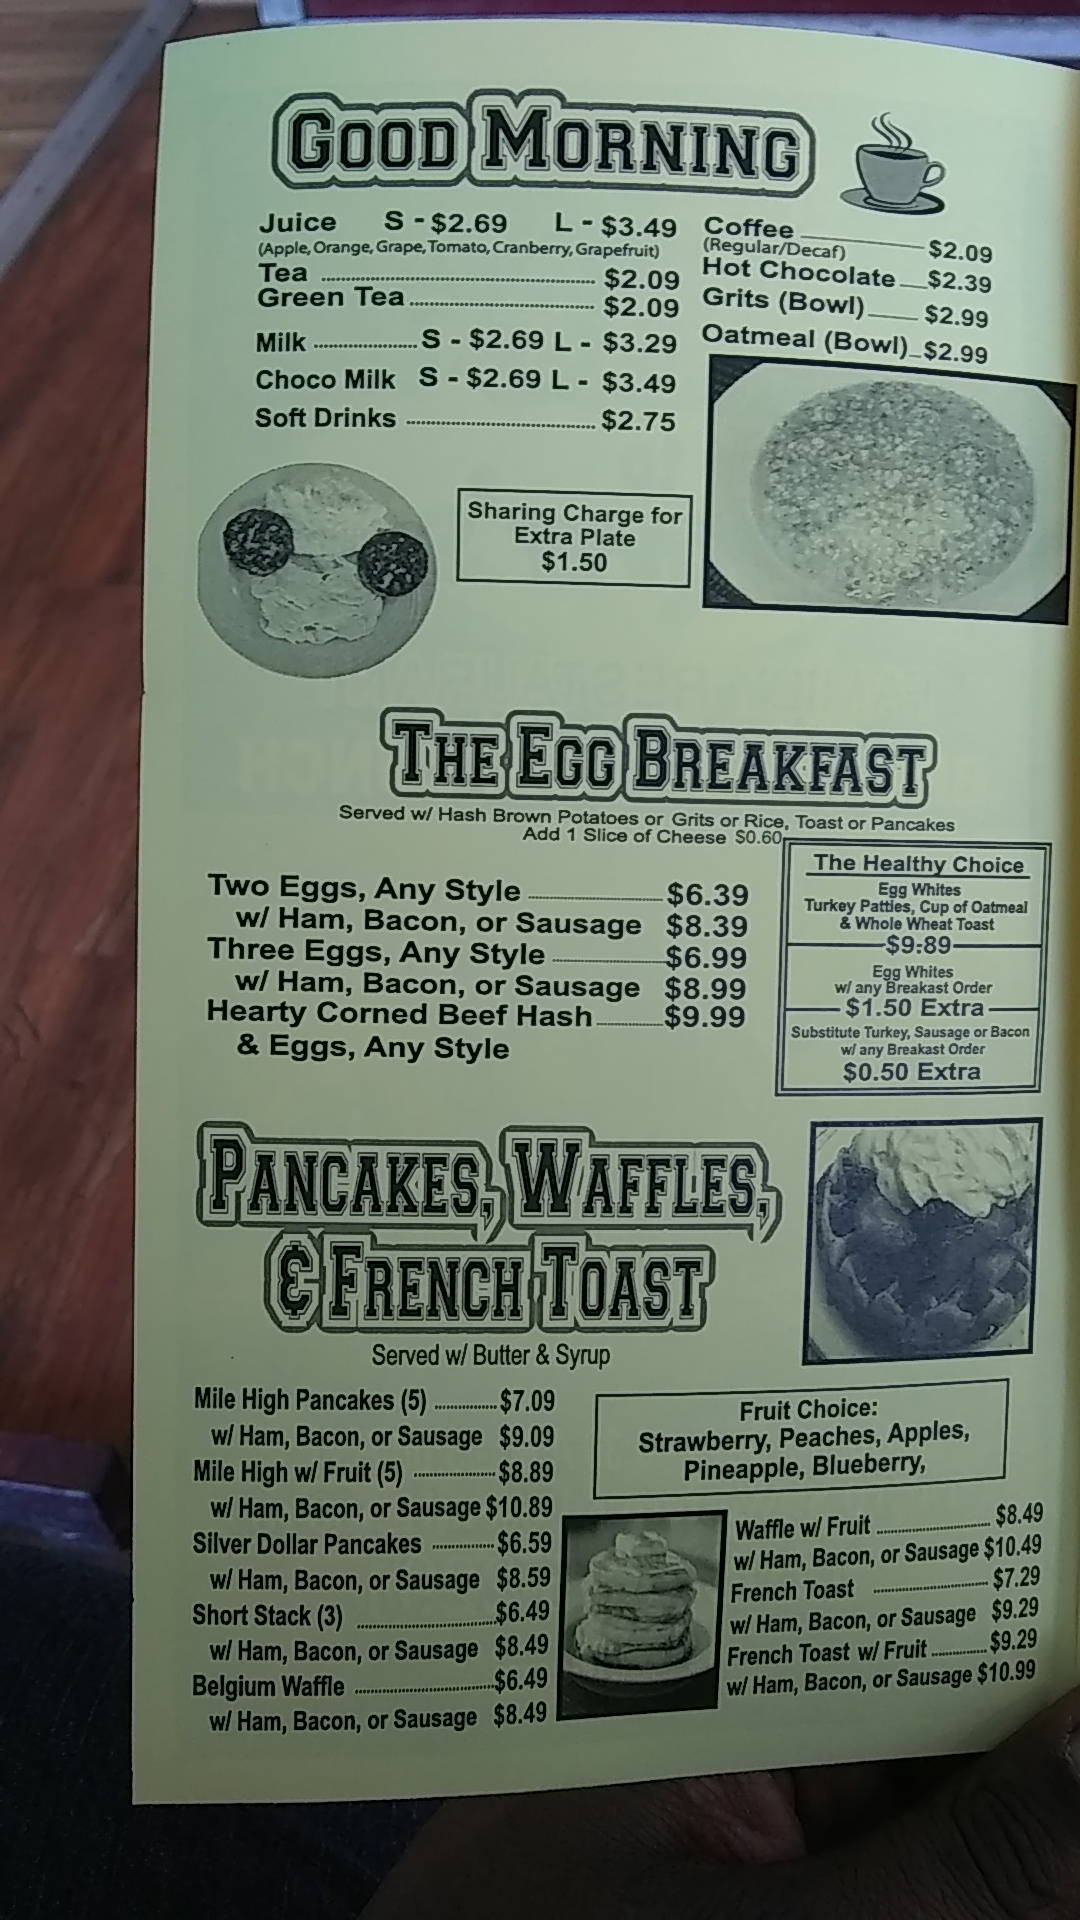 GOOD MORNING
Juice S - $2.69 L - $3.49
(Apple, Orange, Grape, Tomato, Cranberry, Grapefruit)
Tea $2.09
Green Tea $2.09
Milk S - $2.69 L - $3.29
Choco Milk S - $2.69 L - $3.49
Soft Drinks $2.75
Coffee $2.09
(Regular/Decaf)
Hot Chocolate $2.39
Grits (Bowl) $2.99
Oatmeal (Bowl) $2.99
Sharing Charge for
Extra Plate
$1.50
THE EGG BREAKFAST
Served w/ Hash Brown Potatoes or Grits or Rice, Toast or Pancakes
Add 1 Slice of Cheese $0.60
Two Eggs, Any Style $6.39
w/ Ham, Bacon, or Sausage $8.39
Three Eggs, Any Style $6.99
w/ Ham, Bacon, or Sausage $8.99
Hearty Corned Beef Hash $9.99
& Eggs, Any Style
The Healthy Choice
Egg Whites
Turkey Patties, Cup of Oatmeal
& Whole Wheat Toast
$9.89
Egg Whites
w/ any Breakast Order
$1.50 Extra
Substitute Turkey, Sausage or Bacon
w/ any Breakast Order
$0.50 Extra
PANCAKES, WAFFLES,
& FRENCH TOAST
Served w/ Butter & Syrup
Mile High Pancakes (5) $7.09
w/ Ham, Bacon, or Sausage $9.09
Mile High w/ Fruit (5) $8.89
w/ Ham, Bacon, or Sausage $10.89
Silver Dollar Pancakes $6.59
w/ Ham, Bacon, or Sausage $8.59
Short Stack (3) $6.49
w/ Ham, Bacon, or Sausage $8.49
Belgium Waffle $6.49
w/ Ham, Bacon, or Sausage $8.49
Fruit Choice:
Strawberry, Peaches, Apples,
Pineapple, Blueberry,
Waffle w/ Fruit $8.49
w/ Ham, Bacon, or Sausage $10.49
French Toast $7.29
w/ Ham, Bacon, or Sausage $9.29
French Toast w/ Fruit $9.29
w/ Ham, Bacon, or Sausage $10.99